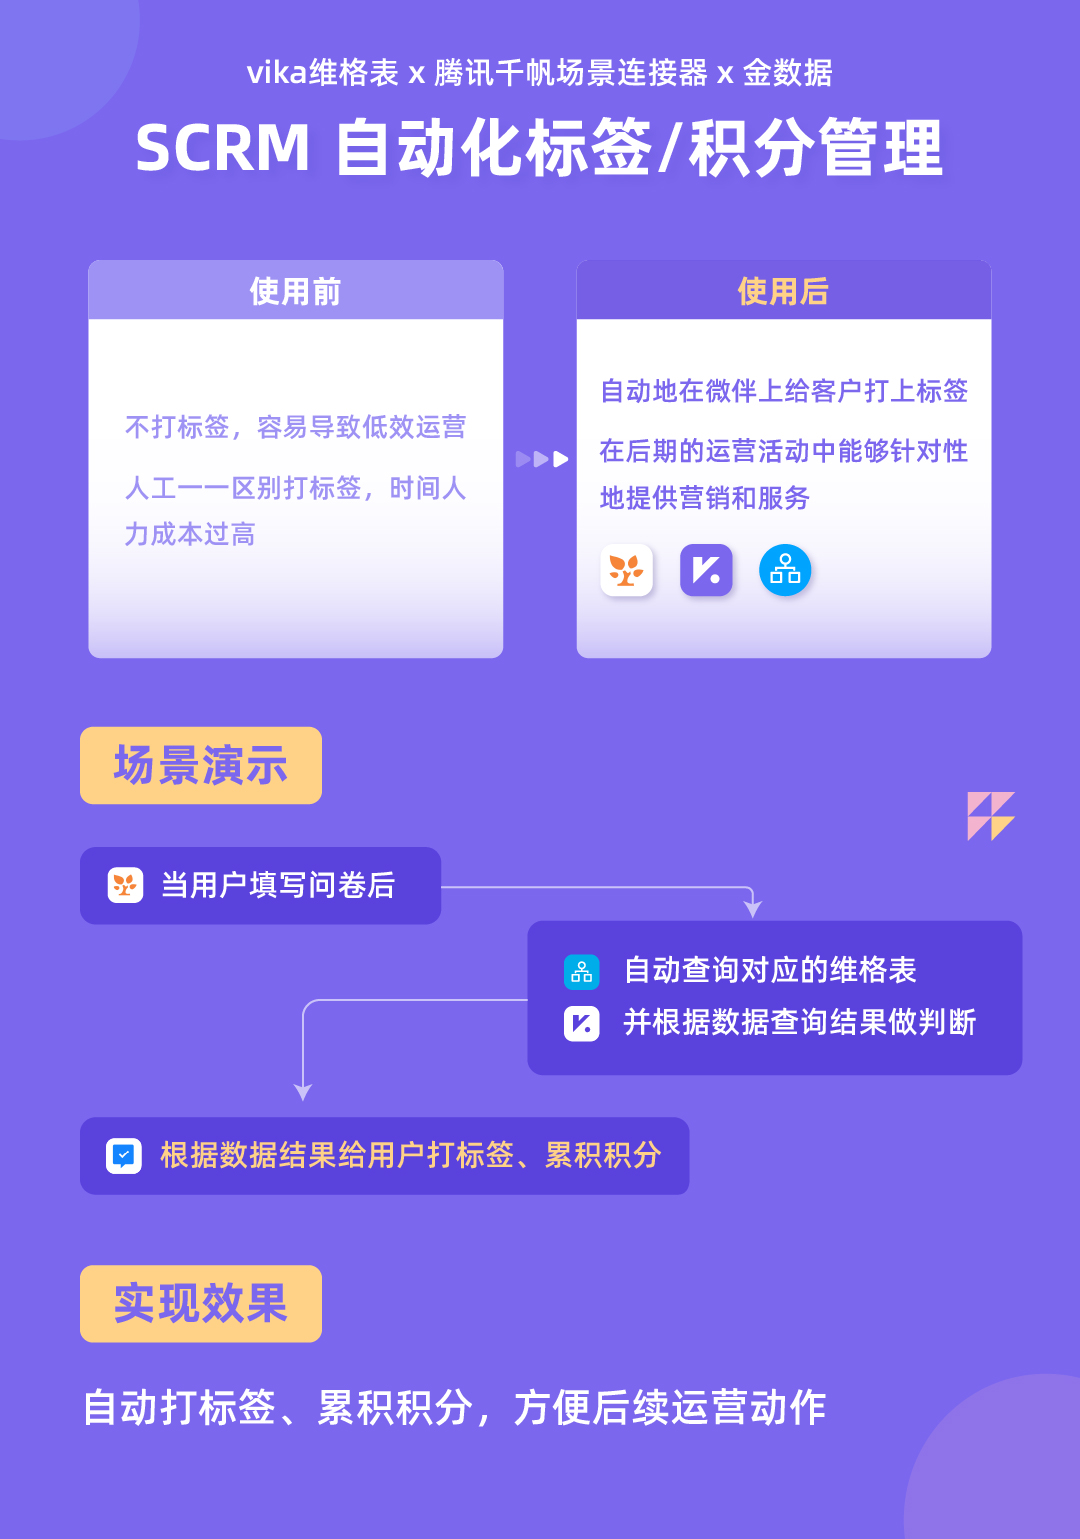 vika维格表 x 腾讯千帆场景连接器 x 金数据
SCRM 自动化标签/积分管理
使用前
不打标签，容易导致低效运营
人工一一区别打标签，时间人
力成本过高
使用后
自动地在微伴上给客户打上标签
在后期的运营活动中能够针对性
地提供营销和服务
场景演示
当用户填写问卷后
自动查询对应的维格表
并根据数据查询结果做判断
根据数据结果给用户打标签、累积积分
实现效果
自动打标签、累积积分，方便后续运营动作